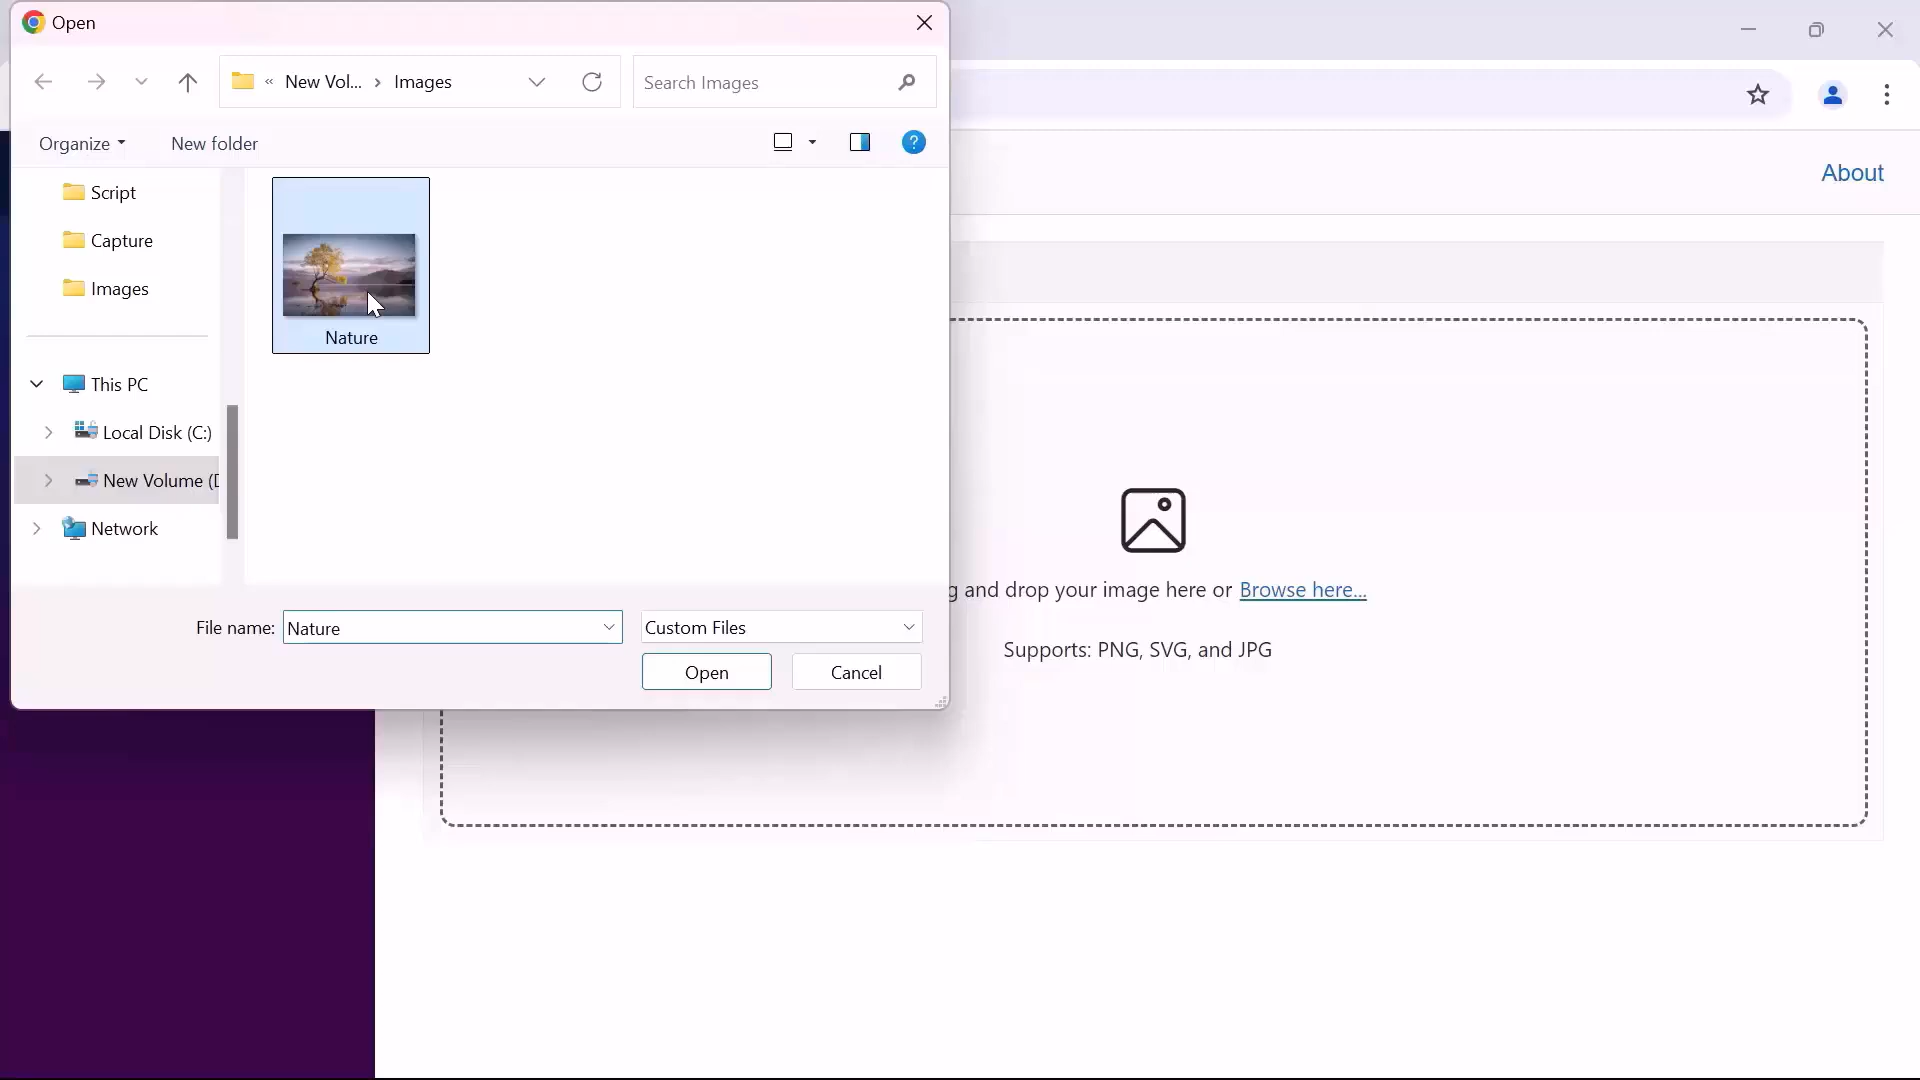 Open
« New Vol... > Images
Search Images
Organize
New folder
?
About
Script
Capture
Images
Nature
This PC
Local Disk (C:)
New Volume (D
Network
g and drop your image here or Browse here...
File name: Nature
Custom Files
Supports: PNG, SVG, and JPG
Open
Cancel